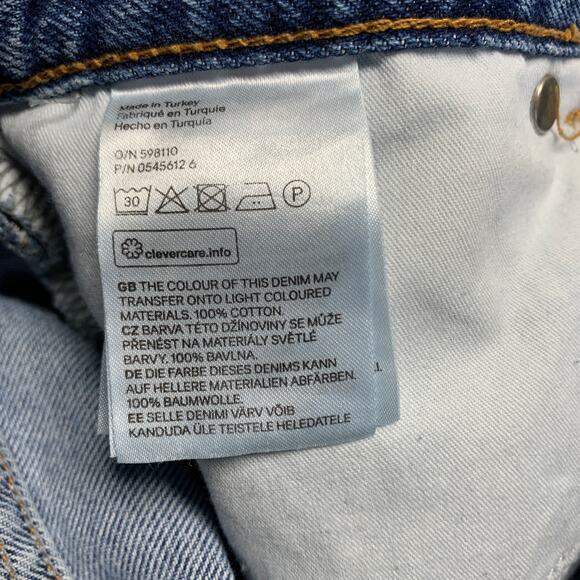 Made in Turkey
Fabriqué en Turquie
Hecho en Turquía
O/N 598110
P/N 0545612 6
30 P
clevercare.info
GB THE COLOUR OF THIS DENIM MAY
TRANSFER ONTO LIGHT COLOURED
MATERIALS. 100% COTTON.
CZ BARVA TÉTO DŽÍNOVINY SE MŮŽE
PŘENÉST NA MATERIÁLY SVĚTLÉ
BARVY. 100% BAVLNA.
DE DIE FARBE DIESES DENIMS KANN
AUF HELLERE MATERIALIEN ABFÄRBEN.
100% BAUMWOLLE.
EE SELLE DENIMI VÄRV VÕIB
KANDUDA ÜLE TEISTELE HELEDATELE